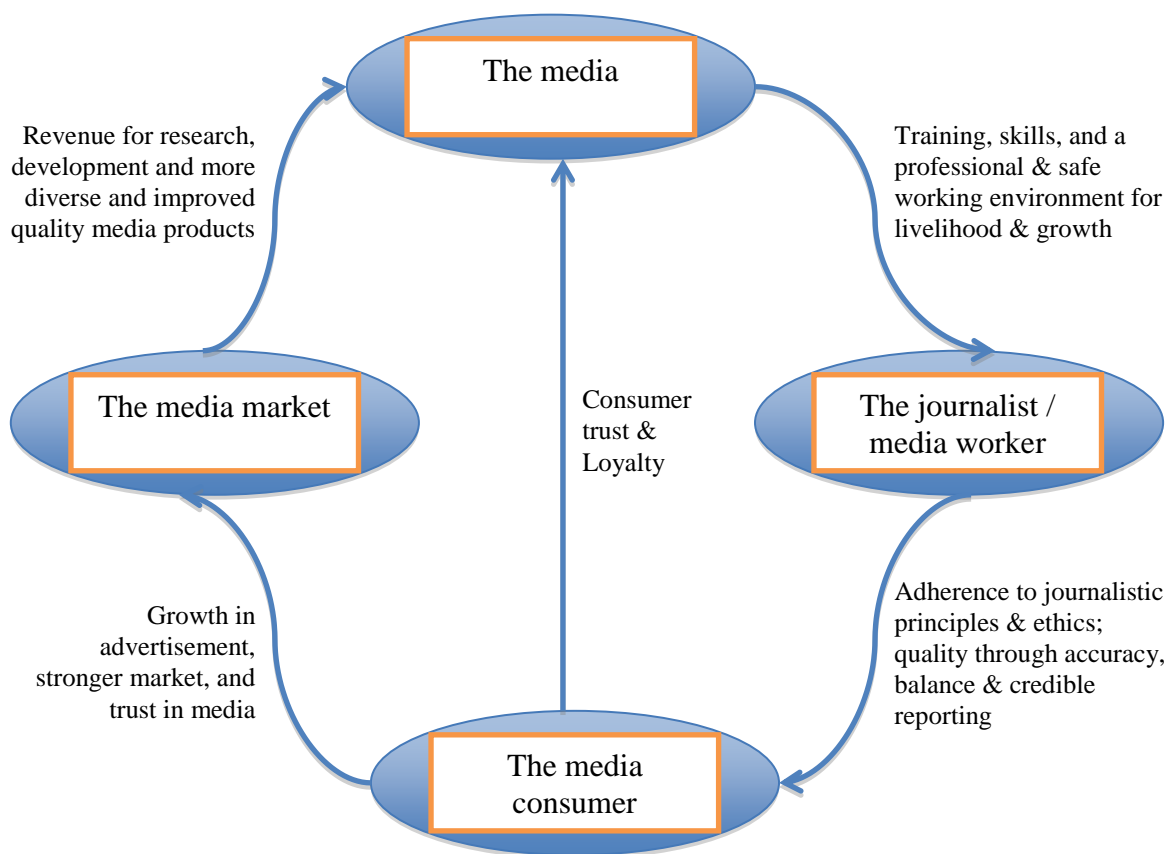 The media
Revenue for research,
development and more
diverse and improved
quality media products
Training, skills, and a
professional & safe
working environment for
livelihood & growth
The media market
Consumer
trust &
Loyalty
The journalist /
media worker
Growth in
advertisement,
stronger market, and
trust in media
Adherence to journalistic
principles & ethics;
quality through accuracy,
balance & credible
reporting
The media
consumer